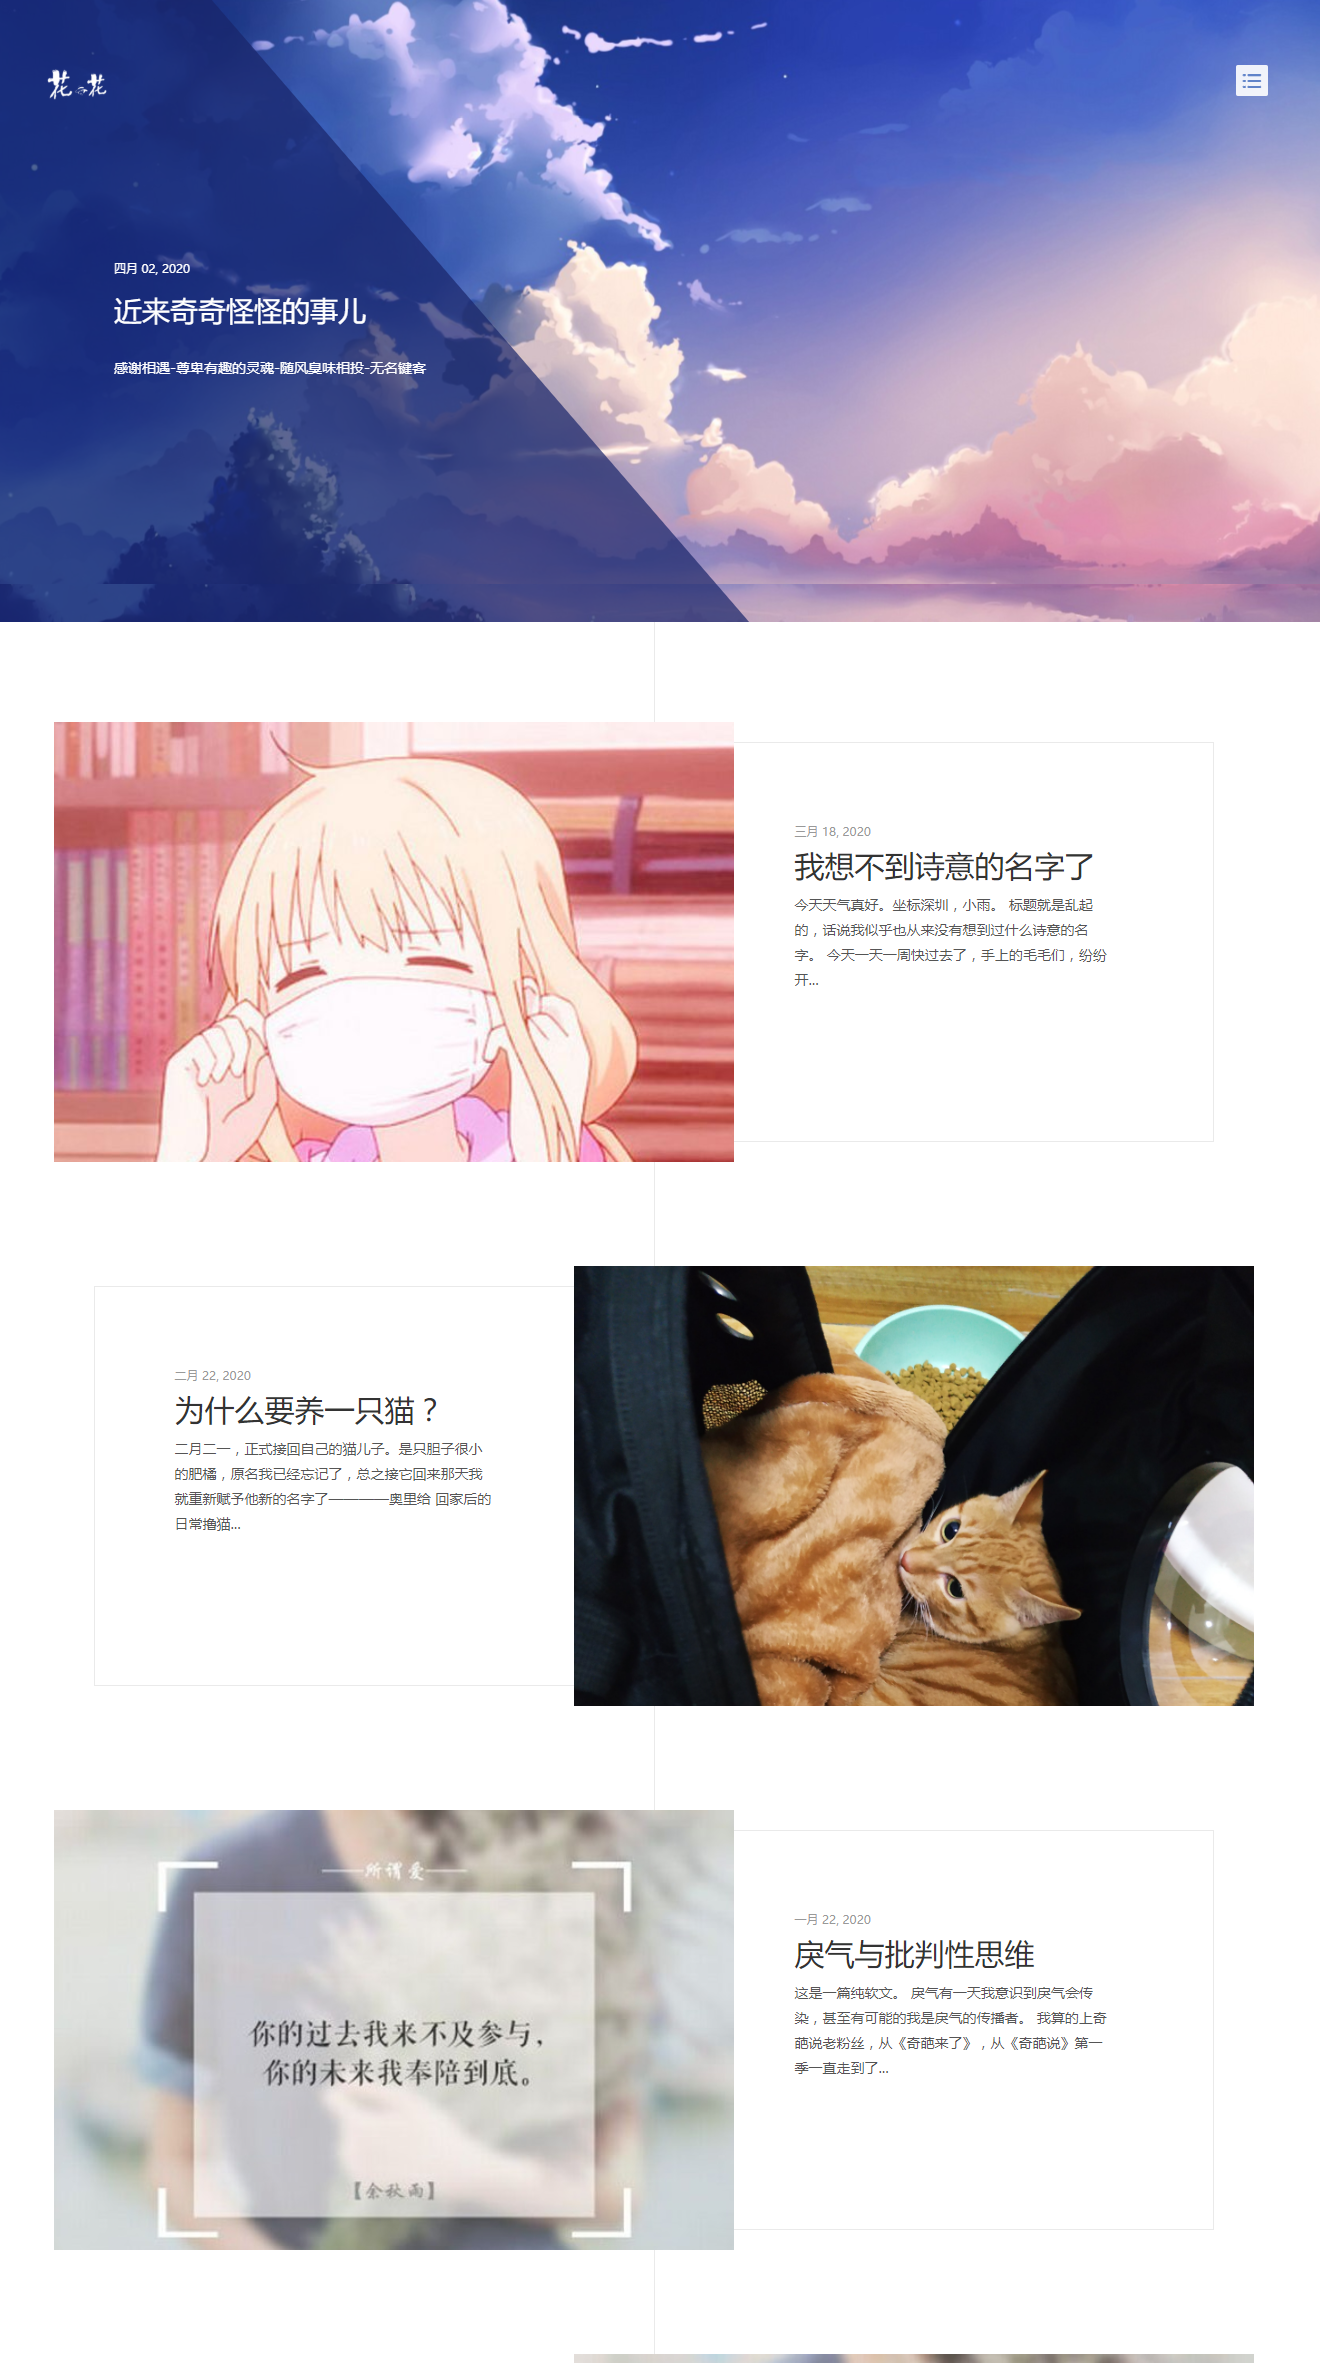 花 花
四月 02, 2020
近来奇奇怪怪的事儿
感谢相遇-尊卑有趣的灵魂-随风臭味相投-无名键客
三月 18, 2020
我想不到诗意的名字了
今天天气真好。坐标深圳，小雨。 标题就是乱起
的，话说我似乎也从来没有想到过什么诗意的名
字。 今天一天一周快过去了，手上的毛毛们，纷纷
开...
二月 22, 2020
为什么要养一只猫？
二月二一，正式接回自己的猫儿子。是只胆子很小
的肥橘，原名我已经忘记了，总之接它回来那天我
就重新赋予他新的名字了————奥里给 回家后的
日常撸猫...
——所谓爱——
你的过去我来不及参与，
你的未来我奉陪到底。
【余秋雨】
一月 22, 2020
戾气与批判性思维
这是一篇纯软文。 戾气有一天我意识到戾气会传
染，甚至有可能的我是戾气的传播者。 我算的上奇
葩说老粉丝，从《奇葩来了》，从《奇葩说》第一
季一直走到了...